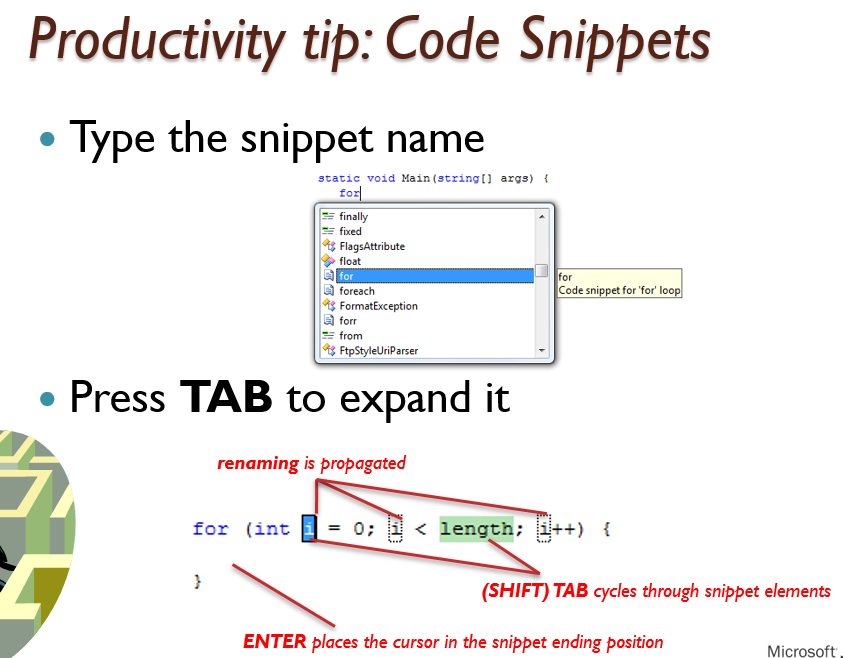 Productivity tip: Code Snippets
Type the snippet name
static void Main(string[] args) {
for
finally
fixed
FlagsAttribute
float
for
foreach
FormatException
forr
from
FtpStyleUriParser
for
Code snippet for 'for' loop
Press TAB to expand it
renaming is propagated
for (int i = 0; i < length; i++) {
}
(SHIFT) TAB cycles through snippet elements
ENTER places the cursor in the snippet ending position
Microsoft